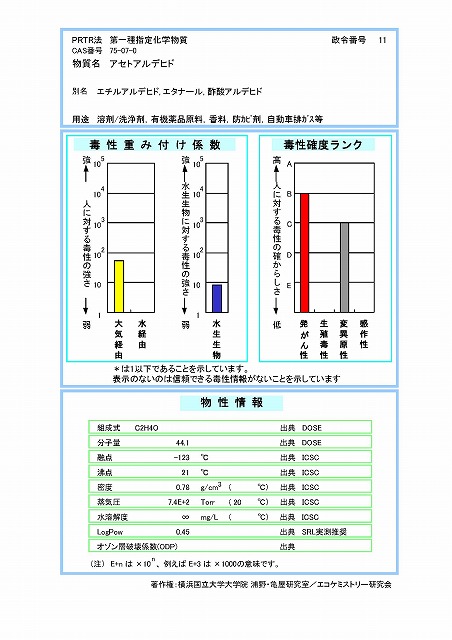 PRTR法 第一種指定化学物質 政令番号 11
CAS番号 75-07-0
物質名 アセトアルデヒド
別名 エチルアルデヒド,エタナール,酢酸アルデヒド
用途 溶剤/洗浄剤,有機薬品原料,香料,防かび剤,自動車排ガス等
毒性重み付け係数
強 人に対する毒性の強さ 弱
10^5
10^4
10^3
10^2
10
1
大気経由 水経由
強 水生生物に対する毒性の強さ 弱
10^5
10^4
10^3
10^2
10
1
水生生物
毒性確度ランク
高 人に対する毒性の確からしさ 低
A
B
C
D
E
発がん性 生殖毒性 変異原性 感作性
*は1以下であることを示しています。
表示のないのは信頼できる毒性情報がないことを示しています
物性情報
組成式 C2H4O 出典 DOSE
分子量 44.1 出典 DOSE
融点 -123 ℃ 出典 ICSC
沸点 21 ℃ 出典 ICSC
密度 0.78 g/cm3 ( ℃) 出典 ICSC
蒸気圧 7.4E+2 Torr (20 ℃) 出典 ICSC
水溶解度 ∞ mg/L ( ℃) 出典 ICSC
LogPow 0.45 出典 SRL実測推奨
オゾン層破壊係数(ODP) 出典
(注) E+n は ×10^n、例えば E+3 は ×1000の意味です。
著作権:横浜国立大学大学院 浦野・亀屋研究室/エコケミストリー研究会